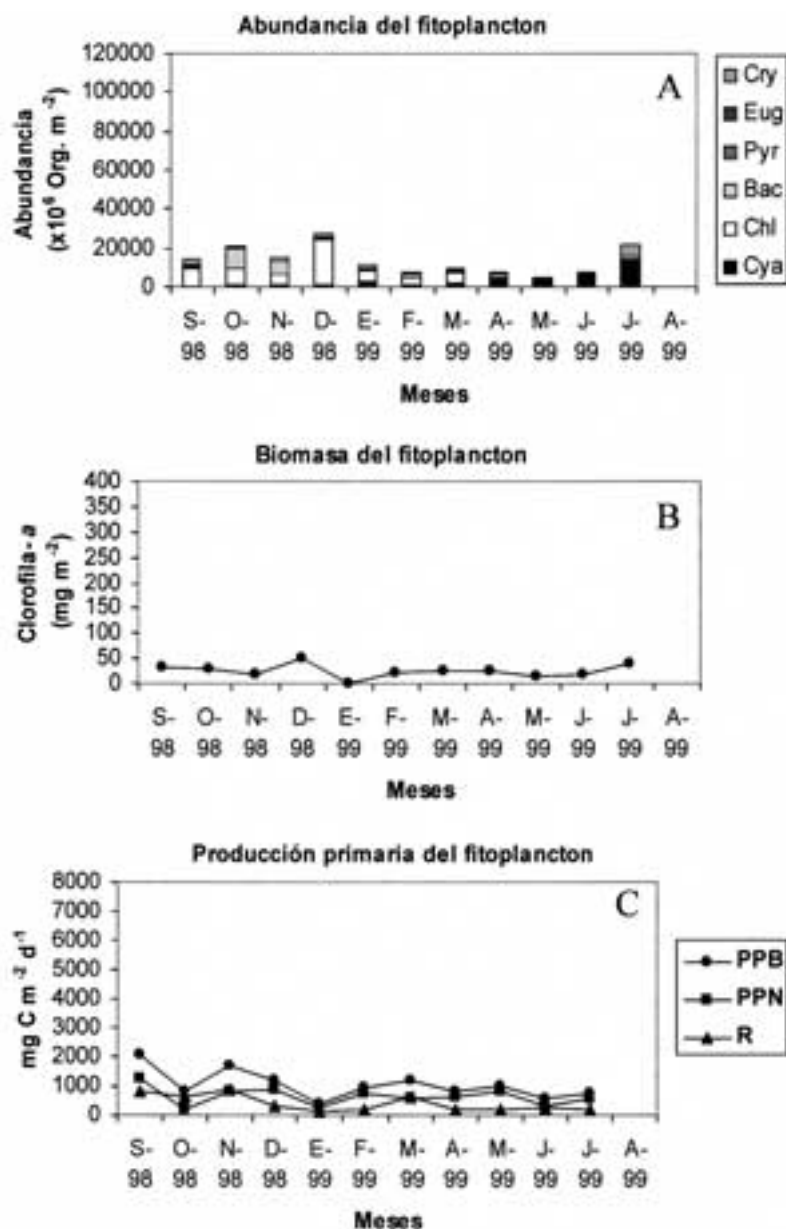 Abundancia del fitoplancton
Abundancia
(x10⁶ Org. m⁻²)
120000
100000
80000
60000
40000
20000
0
A
Cry
Eug
Pyr
Bac
Chl
Cya
S- O- N- D- E- F- M- A- M- J- J- A-
98 98 98 98 99 99 99 99 99 99 99 99
Meses
Biomasa del fitoplancton
Clorofila-a
(mg m⁻²)
400
350
300
250
200
150
100
50
0
B
S- O- N- D- E- F- M- A- M- J- J- A-
98 98 98 98 99 99 99 99 99 99 99 99
Meses
Producción primaria del fitoplancton
mg C m⁻² d⁻¹
8000
7000
6000
5000
4000
3000
2000
1000
0
C
PPB
PPN
R
S- O- N- D- E- F- M- A- M- J- J- A-
98 98 98 98 99 99 99 99 99 99 99 99
Meses